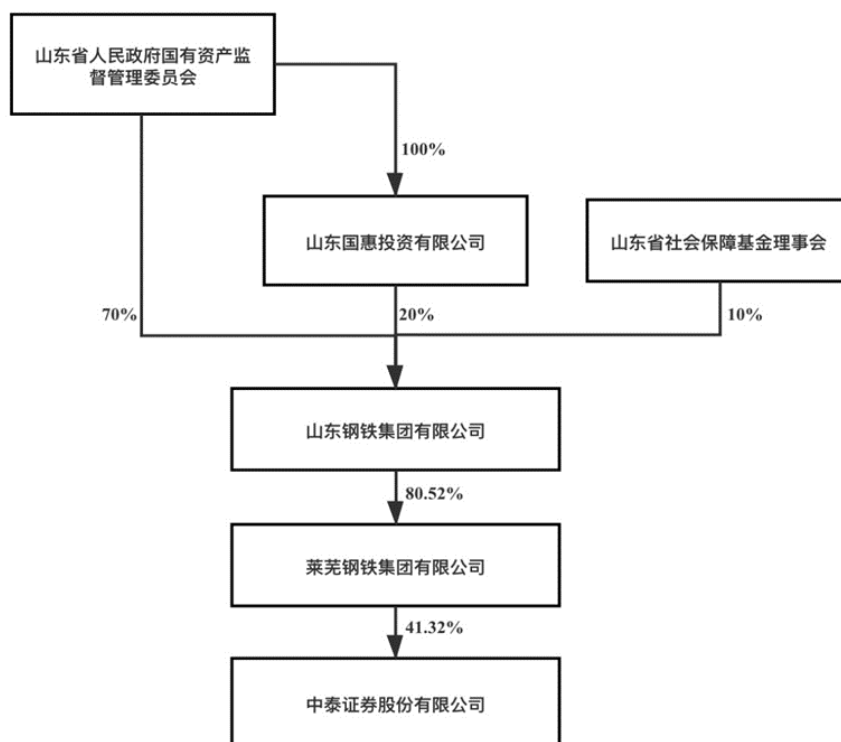 山东省人民政府国有资产监
督管理委员会
100%
山东国惠投资有限公司
山东省社会保障基金理事会
70%
20%
10%
山东钢铁集团有限公司
80.52%
莱芜钢铁集团有限公司
41.32%
中泰证券股份有限公司